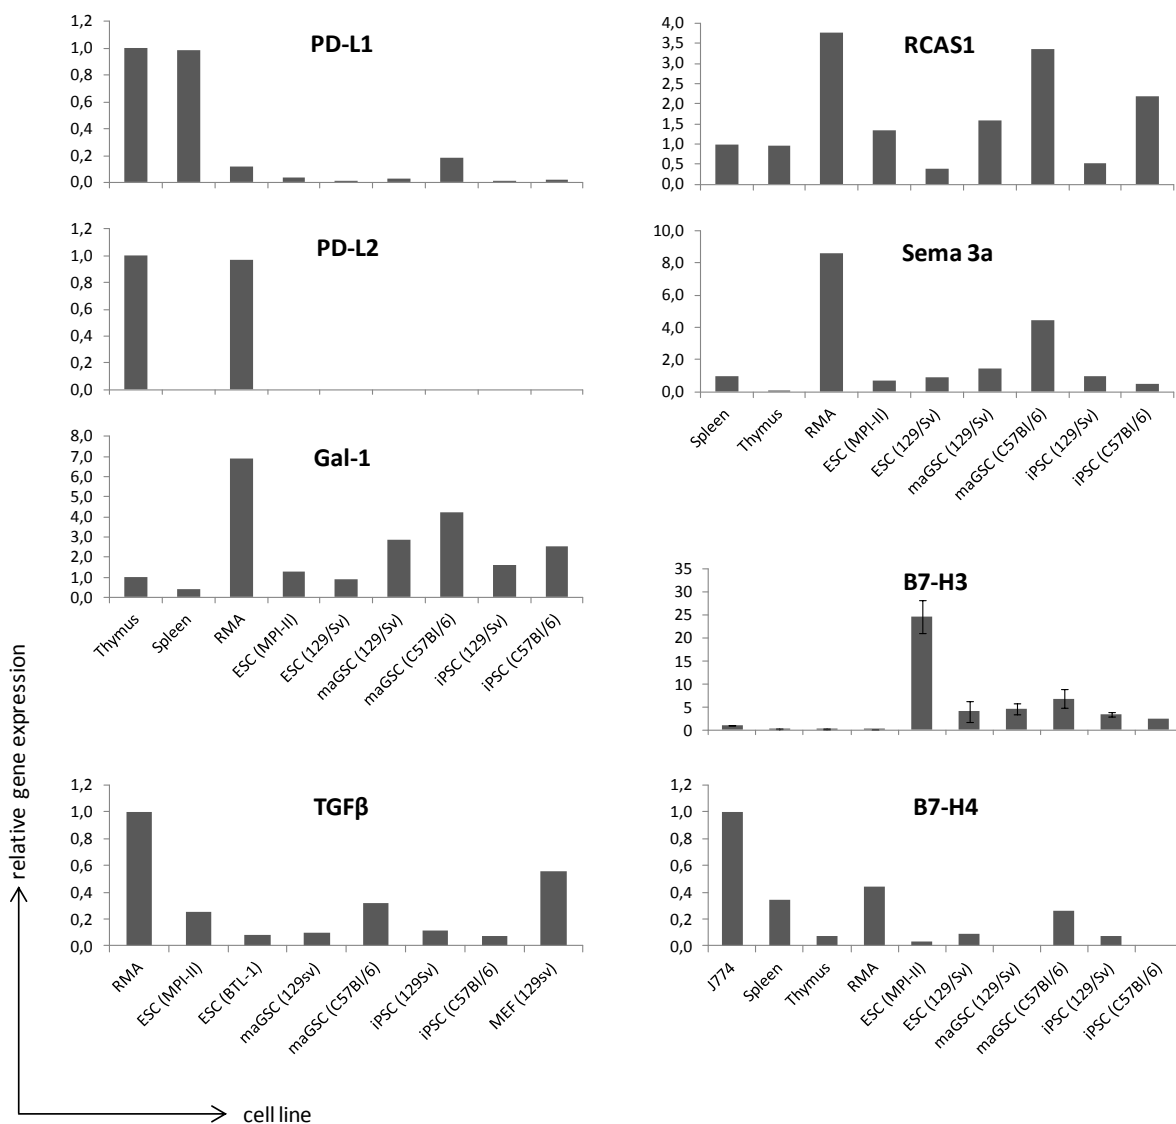 PD-L1
1,2
1,0
0,8
0,6
0,4
0,2
0,0
PD-L2
1,2
1,0
0,8
0,6
0,4
0,2
0,0
Gal-1
8,0
7,0
6,0
5,0
4,0
3,0
2,0
1,0
0,0
Thymus
Spleen
RMA
ESC (MPI-II)
ESC (129/Sv)
maGSC (129/Sv)
maGSC (C57Bl/6)
iPSC (129/Sv)
iPSC (C57Bl/6)
TGFβ
1,2
1,0
0,8
0,6
0,4
0,2
0,0
RMA
ESC (MPI-II)
ESC (BTL-1)
maGSC (129sv)
maGSC (C57Bl/6)
iPSC (129Sv)
iPSC (C57Bl/6)
MEF (129sv)
RCAS1
4,0
3,5
3,0
2,5
2,0
1,5
1,0
0,5
0,0
Sema 3a
10,0
8,0
6,0
4,0
2,0
0,0
Spleen
Thymus
RMA
ESC (MPI-II)
ESC (129/Sv)
maGSC (129/Sv)
maGSC (C57Bl/6)
iPSC (129/Sv)
iPSC (C57Bl/6)
B7-H3
35
30
25
20
15
10
5
0
B7-H4
1,2
1,0
0,8
0,6
0,4
0,2
0,0
J774
Spleen
Thymus
RMA
ESC (MPI-II)
ESC (129/Sv)
maGSC (129/Sv)
maGSC (C57Bl/6)
iPSC (129/Sv)
iPSC (C57Bl/6)
relative gene expression
cell line